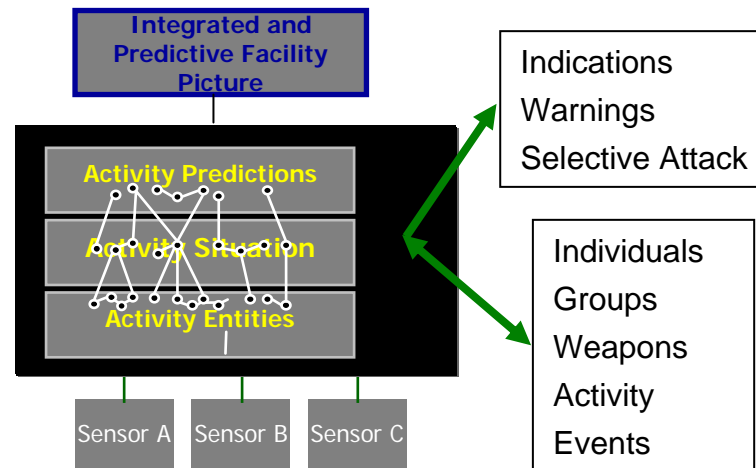 Integrated and
Predictive Facility
Picture
Activity Predictions
Activity Situation
Activity Entities
Sensor A
Sensor B
Sensor C
Indications
Warnings
Selective Attack
Individuals
Groups
Weapons
Activity
Events